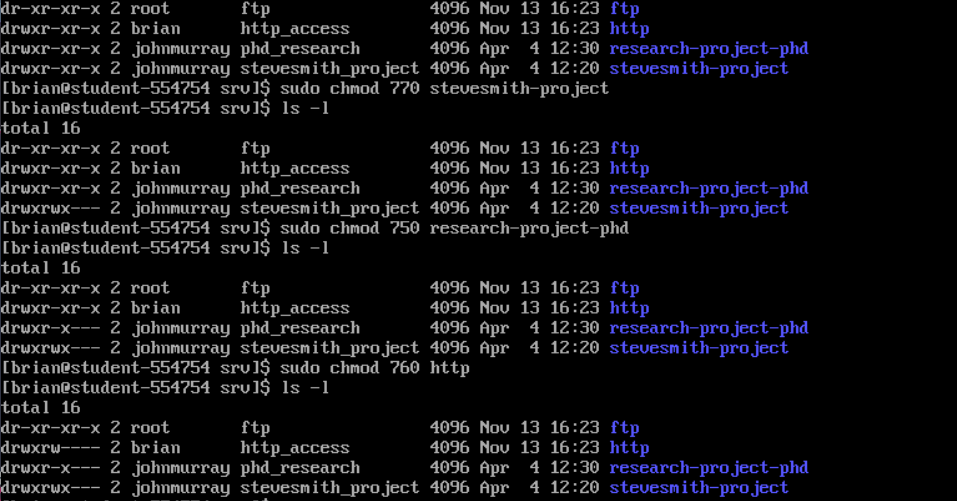 dr-xr-xr-x 2 root       ftp                4096 Nov 13 16:23 ftp
drwxr-xr-x 2 brian      http_access        4096 Nov 13 16:23 http
drwxr-xr-x 2 johnmurray phd_research       4096 Apr  4 12:30 research-project-phd
drwxr-xr-x 2 johnmurray stevesmith_project 4096 Apr  4 12:20 stevesmith-project
[brian@student-554754 srv]$ sudo chmod 770 stevesmith-project
[brian@student-554754 srv]$ ls -l
total 16
dr-xr-xr-x 2 root       ftp                4096 Nov 13 16:23 ftp
drwxr-xr-x 2 brian      http_access        4096 Nov 13 16:23 http
drwxr-xr-x 2 johnmurray phd_research       4096 Apr  4 12:30 research-project-phd
drwxrwx--- 2 johnmurray stevesmith_project 4096 Apr  4 12:20 stevesmith-project
[brian@student-554754 srv]$ sudo chmod 750 research-project-phd
[brian@student-554754 srv]$ ls -l
total 16
dr-xr-xr-x 2 root       ftp                4096 Nov 13 16:23 ftp
drwxr-xr-x 2 brian      http_access        4096 Nov 13 16:23 http
drwxr-x--- 2 johnmurray phd_research       4096 Apr  4 12:30 research-project-phd
drwxrwx--- 2 johnmurray stevesmith_project 4096 Apr  4 12:20 stevesmith-project
[brian@student-554754 srv]$ sudo chmod 760 http
[brian@student-554754 srv]$ ls -l
total 16
dr-xr-xr-x 2 root       ftp                4096 Nov 13 16:23 ftp
drwxrw---- 2 brian      http_access        4096 Nov 13 16:23 http
drwxr-x--- 2 johnmurray phd_research       4096 Apr  4 12:30 research-project-phd
drwxrwx--- 2 johnmurray stevesmith_project 4096 Apr  4 12:20 stevesmith-project